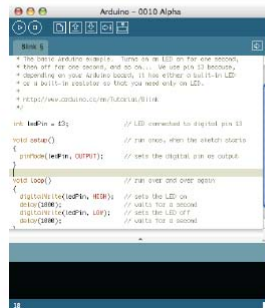 Arduino - 0010 Alpha
Blink §
* The basic Arduino example. Turns on an LED on for one second,
* then off for one second, and so on... We use pin 13 because,
* depending on your Arduino board, it has either a built-in LED
* or a built-in resistor so that you need only an LED.
*
* http://www.arduino.cc/en/Tutorial/Blink
*/
int ledPin = 13; // LED connected to digital pin 13
void setup() // run once, when the sketch starts
{
pinMode(ledPin, OUTPUT); // sets the digital pin as output
}
void loop() // run over and over again
{
digitalWrite(ledPin, HIGH); // sets the LED on
delay(1000); // waits for a second
digitalWrite(ledPin, LOW); // sets the LED off
delay(1000); // waits for a second
18